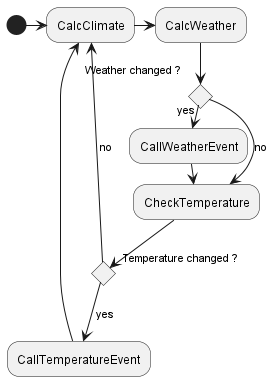 CalcClimate
CalcWeather
Weather changed ?
yes
CallWeatherEvent
no
no
CheckTemperature
Temperature changed ?
yes
CallTemperatureEvent